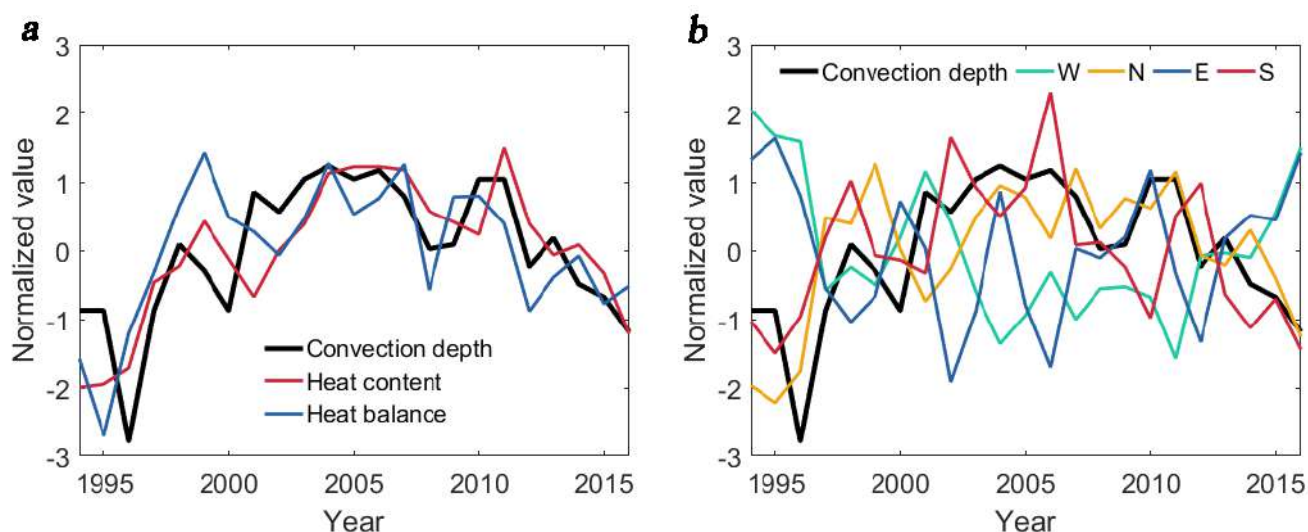 a
b
3
2
1
0
-1
-2
-3
Normalized value
Convection depth
Heat content
Heat balance
1995 2000 2005 2010 2015
Year
3
2
1
0
-1
-2
-3
Normalized value
Convection depth W N E S
1995 2000 2005 2010 2015
Year